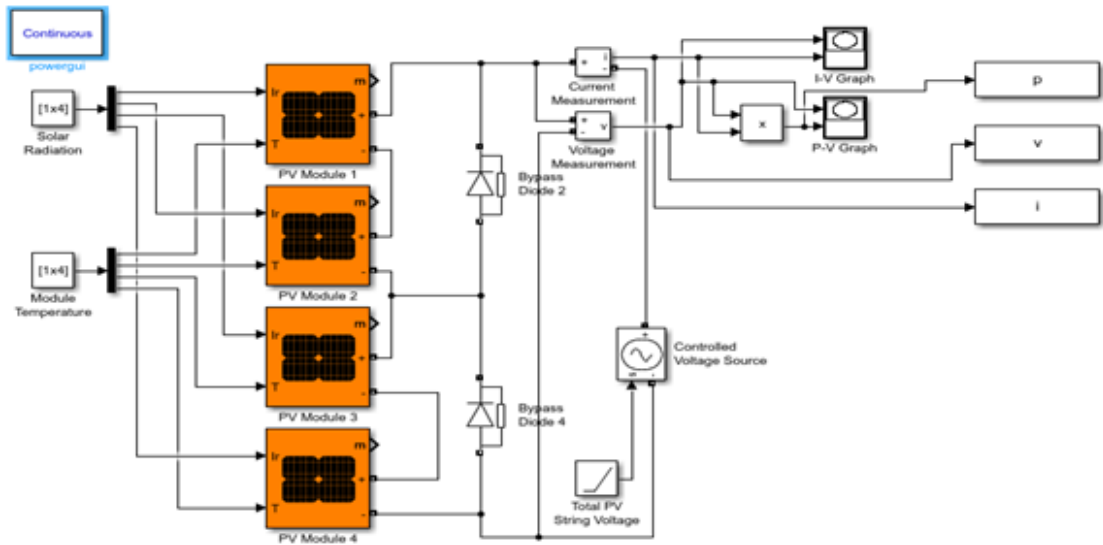 Continuous
powergui
[1x4]
Solar
Radiation
[1x4]
Module
Temperature
Ir
T
m
+
-
PV Module 1
Ir
T
m
+
-
PV Module 2
Ir
T
m
+
-
PV Module 3
Ir
T
m
+
-
PV Module 4
Bypass
Diode 2
Bypass
Diode 4
+
-
i
Current
Measurement
+
-
v
Voltage
Measurement
x
I-V Graph
P-V Graph
p
v
i
+
s
-
Controlled
Voltage Source
Total PV
String Voltage